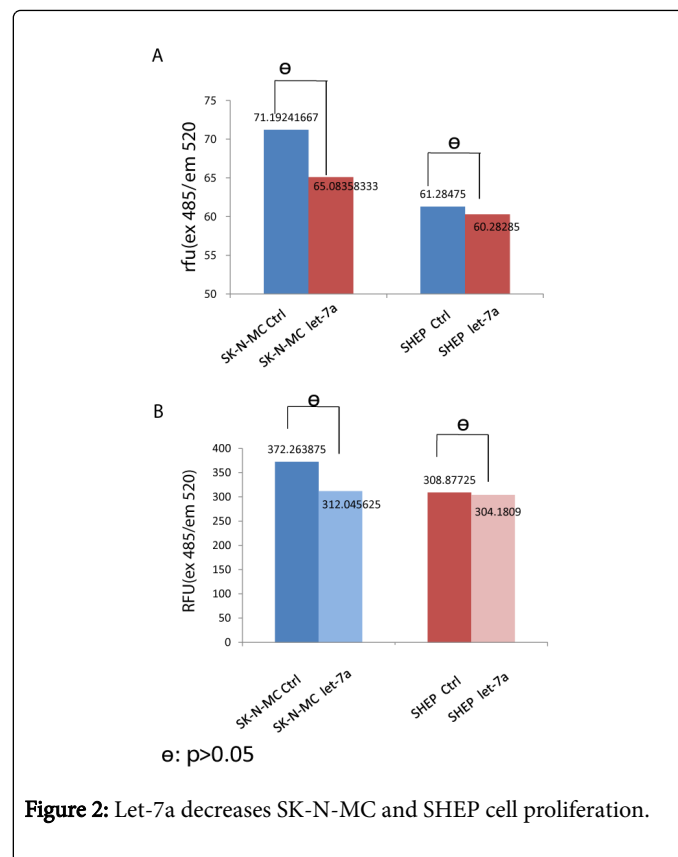 A
ɵ
75
71.19241667
ɵ
70
65.08358333
65
61.28475
60.28285
60
55
50
rfu(ex 485/em 520
SK-N-MC Ctrl
SK-N-MC let-7a
SHEP Ctrl
SHEP let-7a
B
ɵ
ɵ
400
372.263875
350
312.045625
308.87725
304.1809
300
250
200
150
100
50
0
RFU(ex 485/em 520)
SK-N-MC Ctrl
SK-N-MC let-7a
SHEP Ctrl
SHEP let-7a
ɵ: p>0.05
Figure 2: Let-7a decreases SK-N-MC and SHEP cell proliferation.